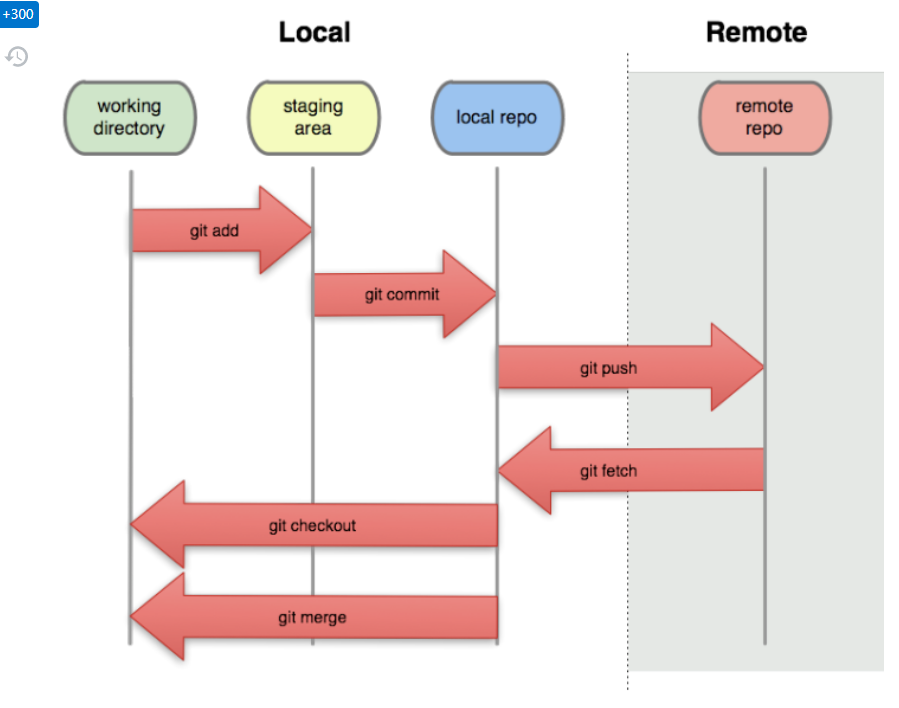 +300
Local
Remote
working
directory
staging
area
local repo
remote
repo
git add
git commit
git push
git fetch
git checkout
git merge